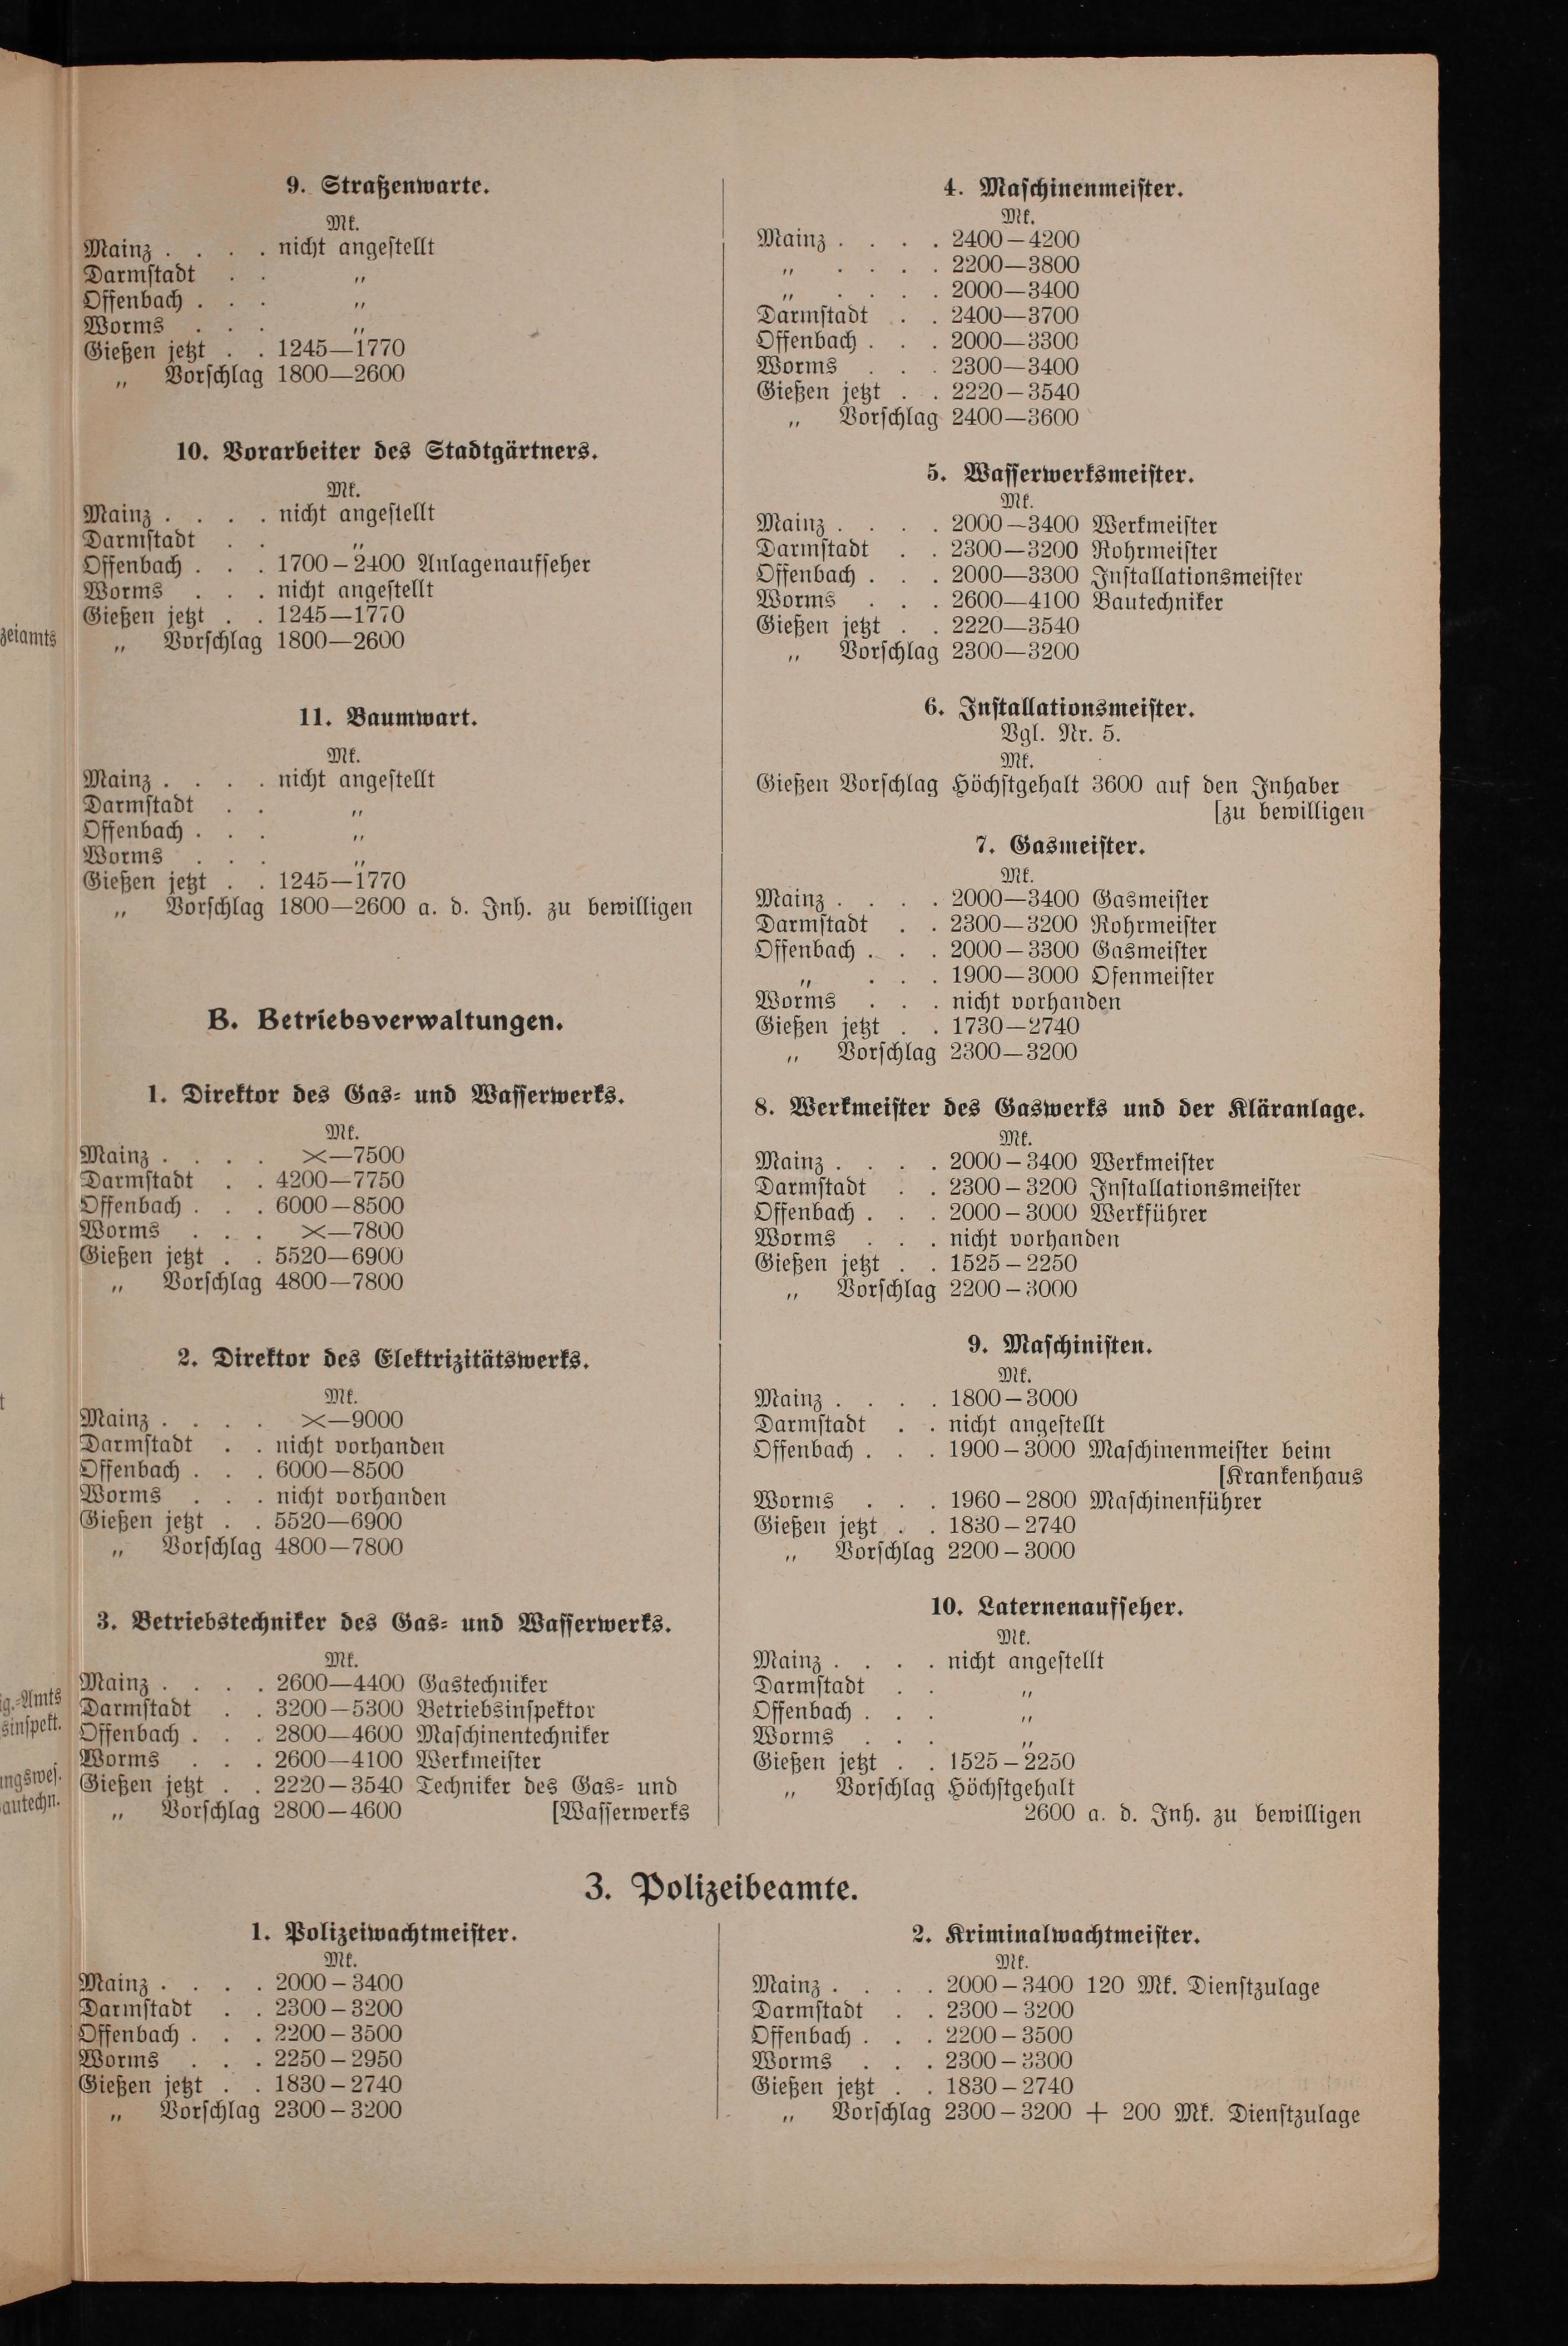 9. Straßenwarte.
Mk.
Mainz . . . . nicht angestellt
Darmstadt . . „
Offenbach . . . „
Worms . . . „
Gießen jetzt . . 1245—1770
„ Vorschlag 1800—2600
10. Vorarbeiter des Stadtgärtners.
Mk.
Mainz . . . . nicht angestellt
Darmstadt . . „
Offenbach . . . 1700—2400 Anlagenaufseher
Worms . . . nicht angestellt
Gießen jetzt . . 1245—1770
„ Vorschlag 1800—2600
11. Baumwart.
Mk.
Mainz . . . . nicht angestellt
Darmstadt . . „
Offenbach . . . „
Worms . . . „
Gießen jetzt . . 1245—1770
„ Vorschlag 1800—2600 a. d. Inh. zu bewilligen
B. Betriebsverwaltungen.
1. Direktor des Gas- und Wasserwerks.
Mk.
Mainz . . . . ×—7500
Darmstadt . . 4200—7750
Offenbach . . . 6000—8500
Worms . . . ×—7800
Gießen jetzt . . 5520—6900
„ Vorschlag 4800—7800
2. Direktor des Elektrizitätswerks.
Mk.
Mainz . . . . ×—9000
Darmstadt . . nicht vorhanden
Offenbach . . . 6000—8500
Worms . . . nicht vorhanden
Gießen jetzt . . 5520—6900
„ Vorschlag 4800—7800
3. Betriebstechniker des Gas- und Wasserwerks.
Mk.
Mainz . . . . 2600—4400 Gastechniker
Darmstadt . . 3200—5300 Betriebsinspektor
Offenbach . . . 2800—4600 Maschinentechniker
Worms . . . 2600—4100 Werkmeister
Gießen jetzt . . 2220—3540 Techniker des Gas- und
„ Vorschlag 2800—4600 [Wasserwerks
4. Maschinenmeister.
Mk.
Mainz . . . . 2400—4200
„ . . . . 2200—3800
„ . . . . 2000—3400
Darmstadt . . 2400—3700
Offenbach . . . 2000—3300
Worms . . . 2300—3400
Gießen jetzt . . 2220—3540
„ Vorschlag 2400—3600
5. Wasserwerksmeister.
Mk.
Mainz . . . . 2000—3400 Werkmeister
Darmstadt . . 2300—3200 Rohrmeister
Offenbach . . . 2000—3300 Installationsmeister
Worms . . . 2600—4100 Bautechniker
Gießen jetzt . . 2220—3540
„ Vorschlag 2300—3200
6. Installationsmeister.
Vgl. Nr. 5.
Mk.
Gießen Vorschlag Höchstgehalt 3600 auf den Inhaber
[zu bewilligen
7. Gasmeister.
Mk.
Mainz . . . . 2000—3400 Gasmeister
Darmstadt . . 2300—3200 Rohrmeister
Offenbach . . . 2000—3300 Gasmeister
„ . . . 1900—3000 Ofenmeister
Worms . . . nicht vorhanden
Gießen jetzt . . 1730—2740
„ Vorschlag 2300—3200
8. Werkmeister des Gaswerks und der Kläranlage.
Mk.
Mainz . . . . 2000—3400 Werkmeister
Darmstadt . . 2300—3200 Installationsmeister
Offenbach . . . 2000—3000 Werkführer
Worms . . . nicht vorhanden
Gießen jetzt . . 1525—2250
„ Vorschlag 2200—3000
9. Maschinisten.
Mk.
Mainz . . . . 1800—3000
Darmstadt . . nicht angestellt
Offenbach . . . 1900—3000 Maschinenmeister beim
[Krankenhaus
Worms . . . 1960—2800 Maschinenführer
Gießen jetzt . . 1830—2740
„ Vorschlag 2200—3000
10. Laternenaufseher.
Mk.
Mainz . . . . nicht angestellt
Darmstadt . . „
Offenbach . . . „
Worms . . . „
Gießen jetzt . . 1525—2250
„ Vorschlag Höchstgehalt
2600 a. d. Inh. zu bewilligen
3. Polizeibeamte.
1. Polizeiwachtmeister.
Mk.
Mainz . . . . 2000—3400
Darmstadt . . 2300—3200
Offenbach . . . 2200—3500
Worms . . . 2250—2950
Gießen jetzt . . 1830—2740
„ Vorschlag 2300—3200
2. Kriminalwachtmeister.
Mk.
Mainz . . . . 2000—3400 120 Mk. Dienstzulage
Darmstadt . . 2300—3200
Offenbach . . . 2200—3500
Worms . . . 2300—3300
Gießen jetzt . . 1830—2740
„ Vorschlag 2300—3200 + 200 Mk. Dienstzulage